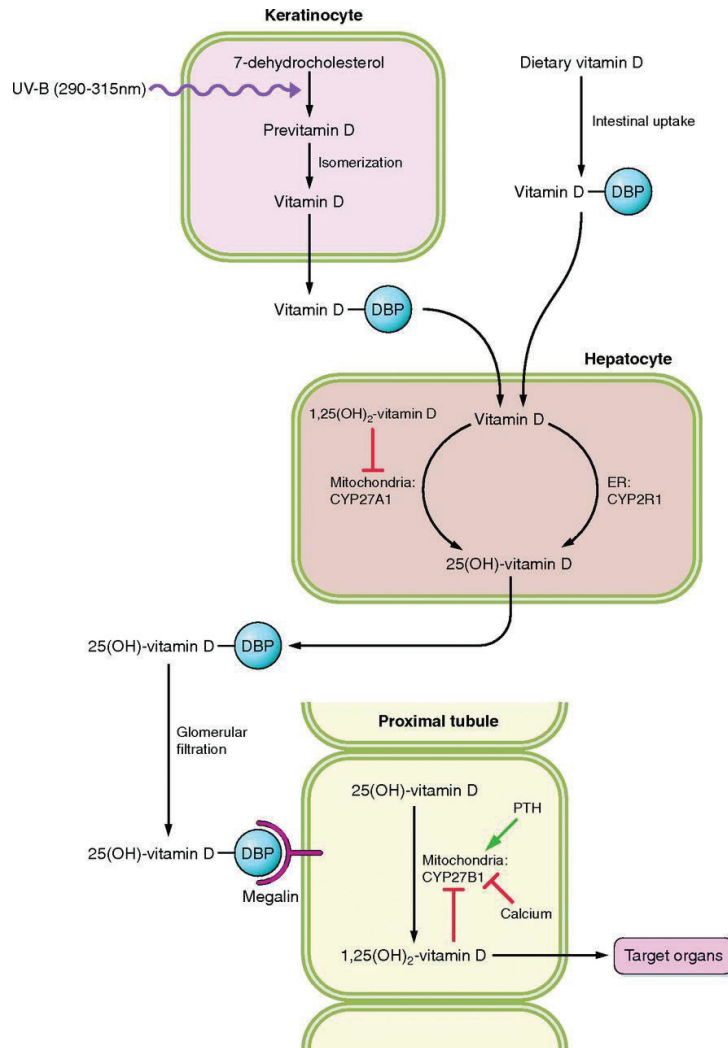 Keratinocyte
7-dehydrocholesterol
UV-B (290-315nm)
Previtamin D
Isomerization
Vitamin D
Vitamin D
DBP
Dietary vitamin D
Intestinal uptake
Vitamin D
DBP
Hepatocyte
1,25(OH)₂-vitamin D
Vitamin D
Mitochondria:
CYP27A1
ER:
CYP2R1
25(OH)-vitamin D
25(OH)-vitamin D
DBP
Glomerular
filtration
25(OH)-vitamin D
DBP
Megalin
Proximal tubule
25(OH)-vitamin D
PTH
Mitochondria:
CYP27B1
Calcium
1,25(OH)₂-vitamin D
Target organs